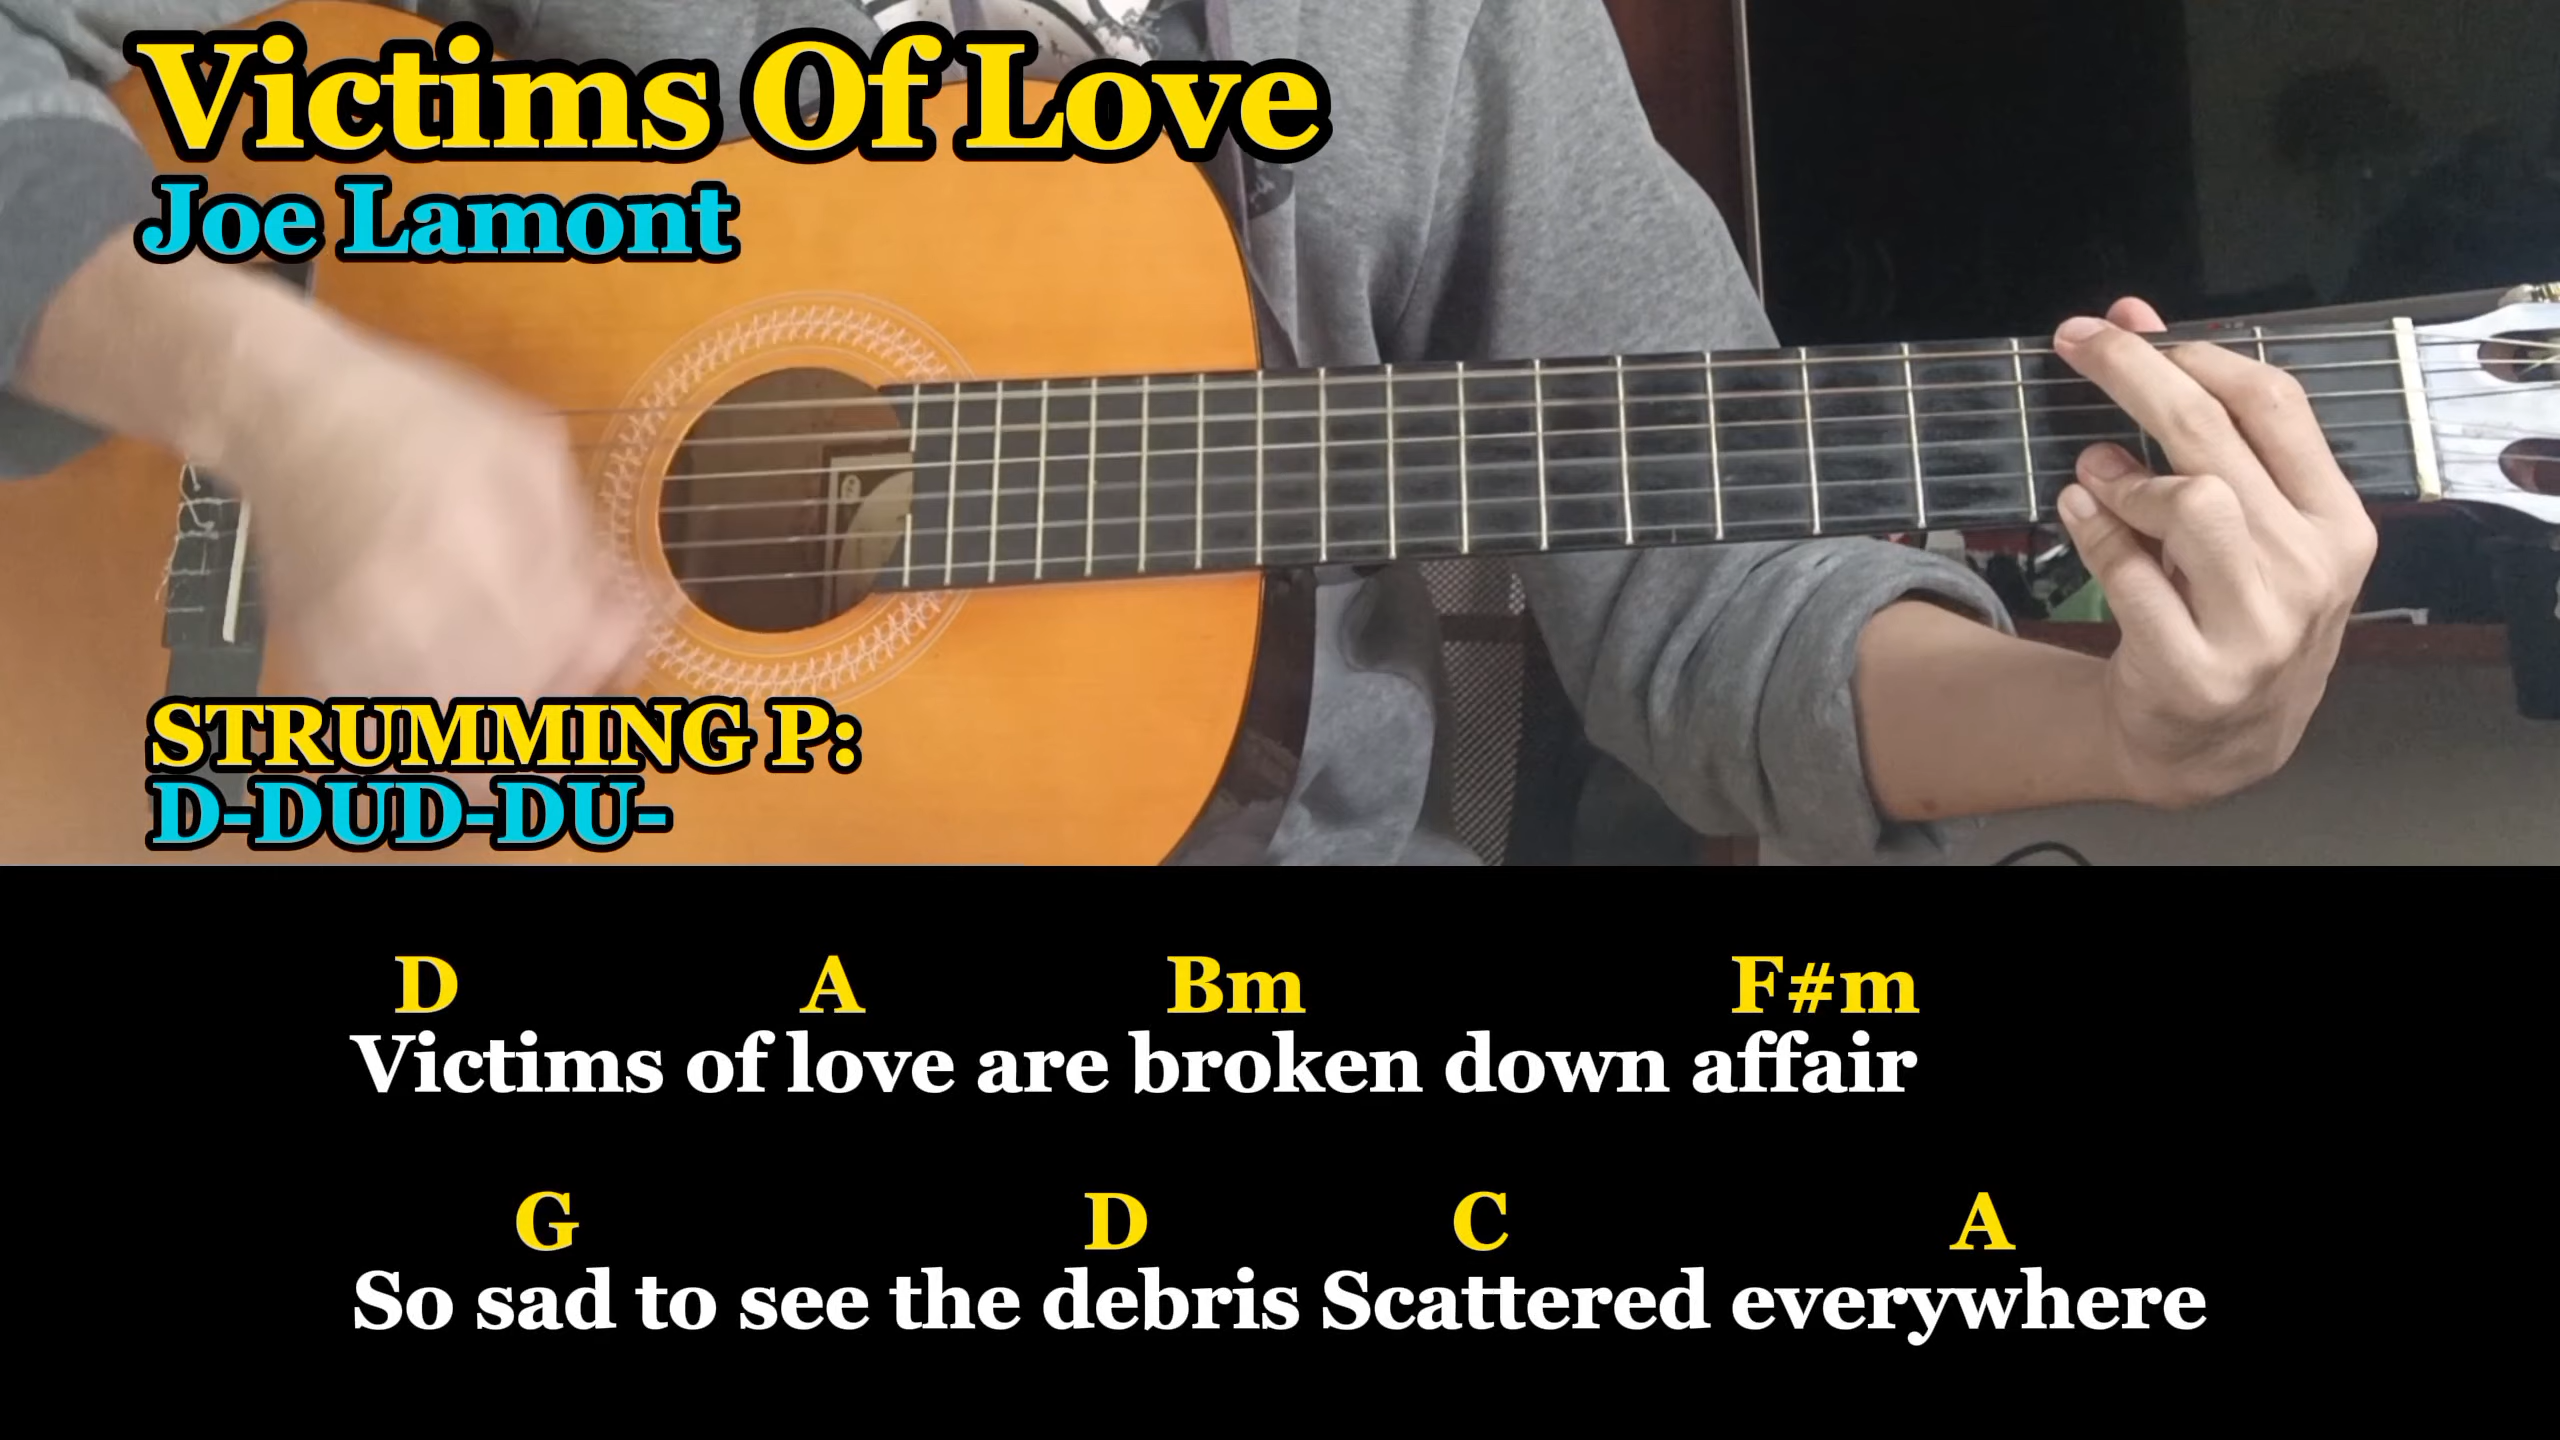 Victims Of Love
Joe Lamont
STRUMMING P:
D-DUD-DU-
D A Bm F#m
Victims of love are broken down affair
G D C A
So sad to see the debris Scattered everywhere